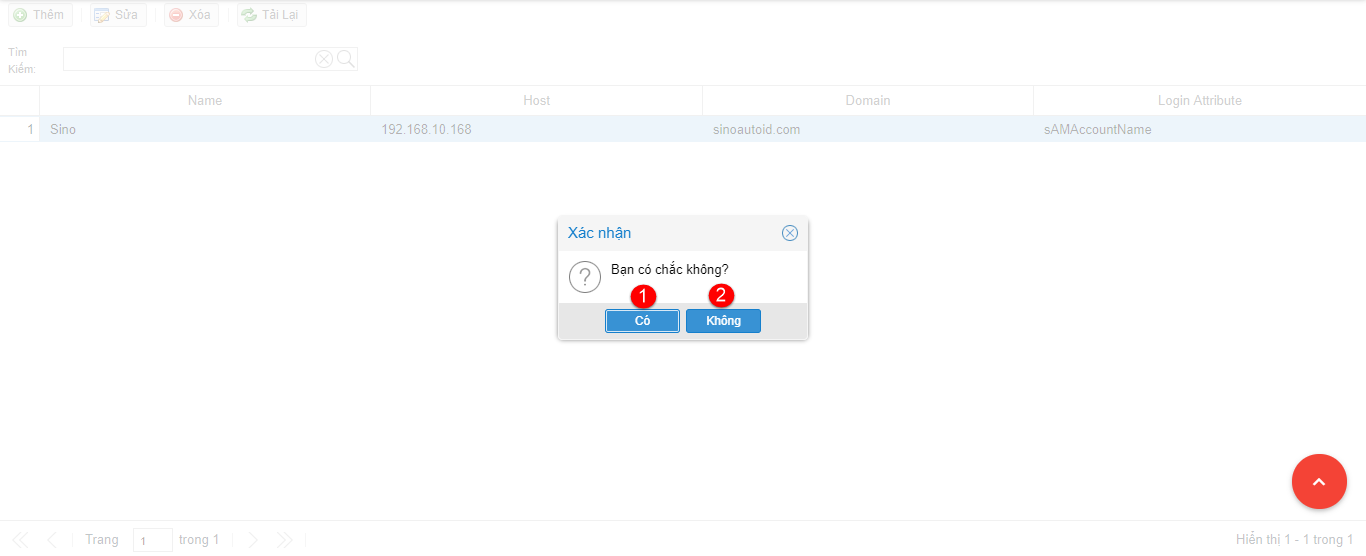 Thêm Sửa Xóa Tải Lại
Tìm
Kiếm:
Name Host Domain Login Attribute
1 Sino 192.168.10.168 sinoautoid.com sAMAccountName
Xác nhận
?
Bạn có chắc không?
1 2
Có Không
Trang 1 trong 1 Hiển thị 1 - 1 trong 1